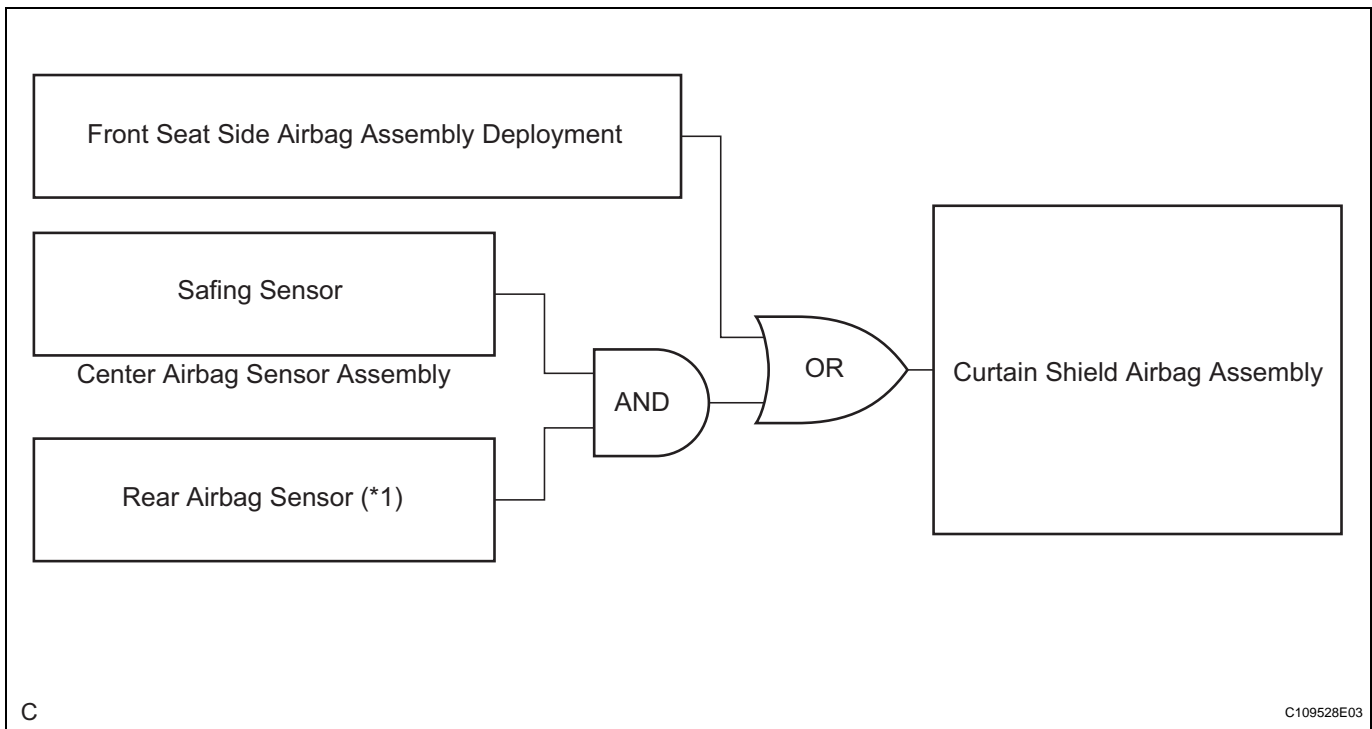 Front Seat Side Airbag Assembly Deployment
Safing Sensor
Center Airbag Sensor Assembly
Rear Airbag Sensor (*1)
AND
OR
Curtain Shield Airbag Assembly
C
C109528E03